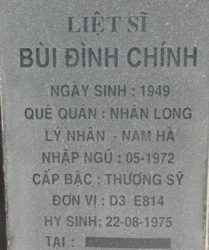 LIỆT SĨ
BÙI ĐÌNH CHÍNH
NGÀY SINH : 1949
QUÊ QUÁN : NHÂN LONG
LÝ NHÂN - NAM HÀ
NHẬP NGŨ : 05-1972
CẤP BẬC : THƯỢNG SỸ
ĐƠN VỊ : D3 E814
HY SINH: 22-08-1975
TẠI :